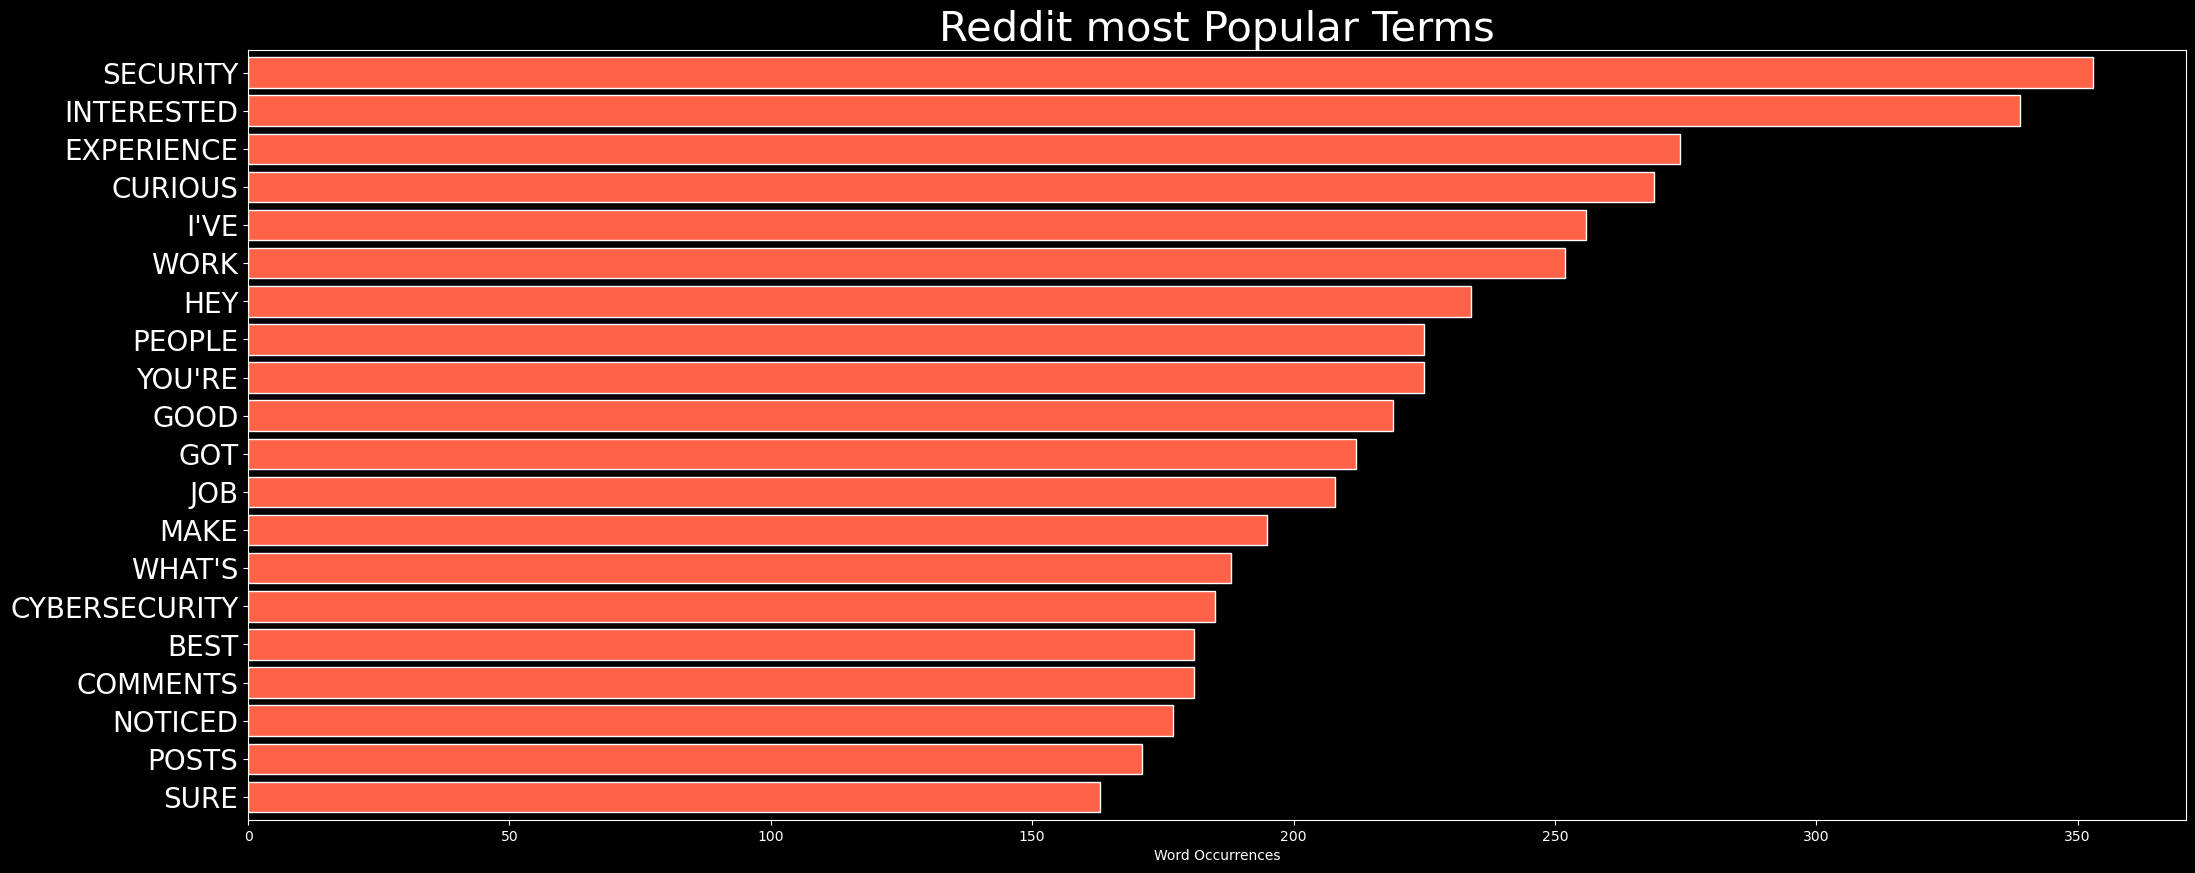 Reddit most Popular Terms
SECURITY
INTERESTED
EXPERIENCE
CURIOUS
I'VE
WORK
HEY
PEOPLE
YOU'RE
GOOD
GOT
JOB
MAKE
WHAT'S
CYBERSECURITY
BEST
COMMENTS
NOTICED
POSTS
SURE
0 50 100 150 200 250 300 350
Word Occurrences